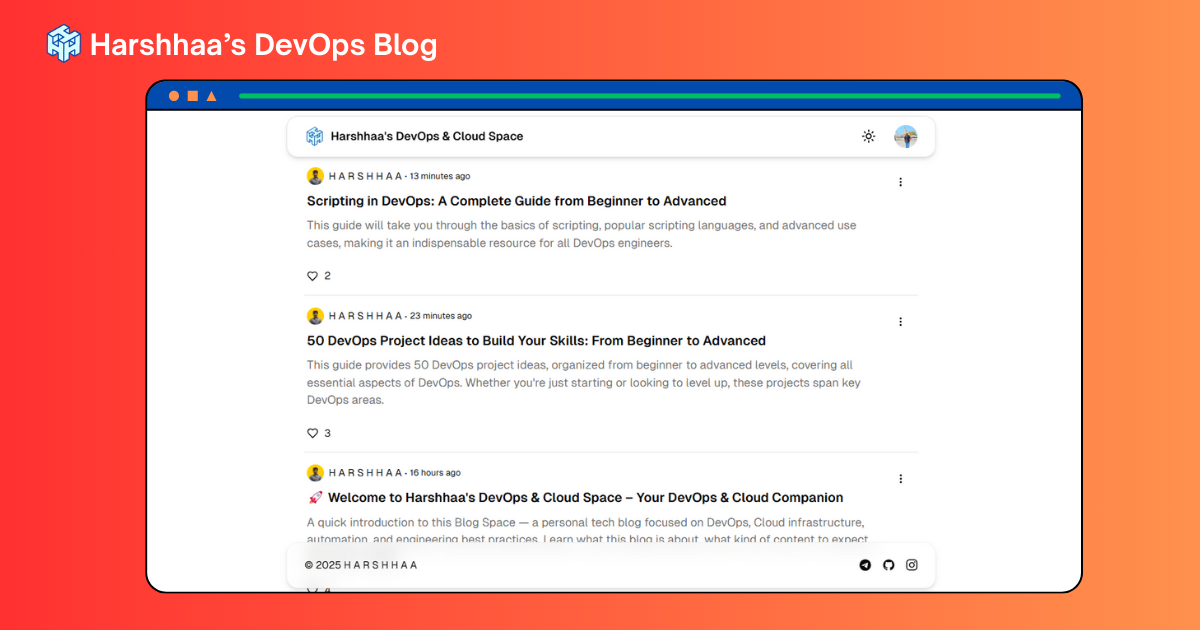 Harshhaa's DevOps Blog
Harshhaa's DevOps & Cloud Space
H A R S H H A A · 13 minutes ago
Scripting in DevOps: A Complete Guide from Beginner to Advanced
This guide will take you through the basics of scripting, popular scripting languages, and advanced use
cases, making it an indispensable resource for all DevOps engineers.
2
H A R S H H A A · 23 minutes ago
50 DevOps Project Ideas to Build Your Skills: From Beginner to Advanced
This guide provides 50 DevOps project ideas, organized from beginner to advanced levels, covering all
essential aspects of DevOps. Whether you're just starting or looking to level up, these projects span key
DevOps areas.
3
H A R S H H A A · 16 hours ago
🚀 Welcome to Harshhaa's DevOps & Cloud Space – Your DevOps & Cloud Companion
A quick introduction to this Blog Space — a personal tech blog focused on DevOps, Cloud infrastructure,
automation, and engineering best practices. Learn what this blog is about, what kind of content to expect
© 2025 H A R S H H A A